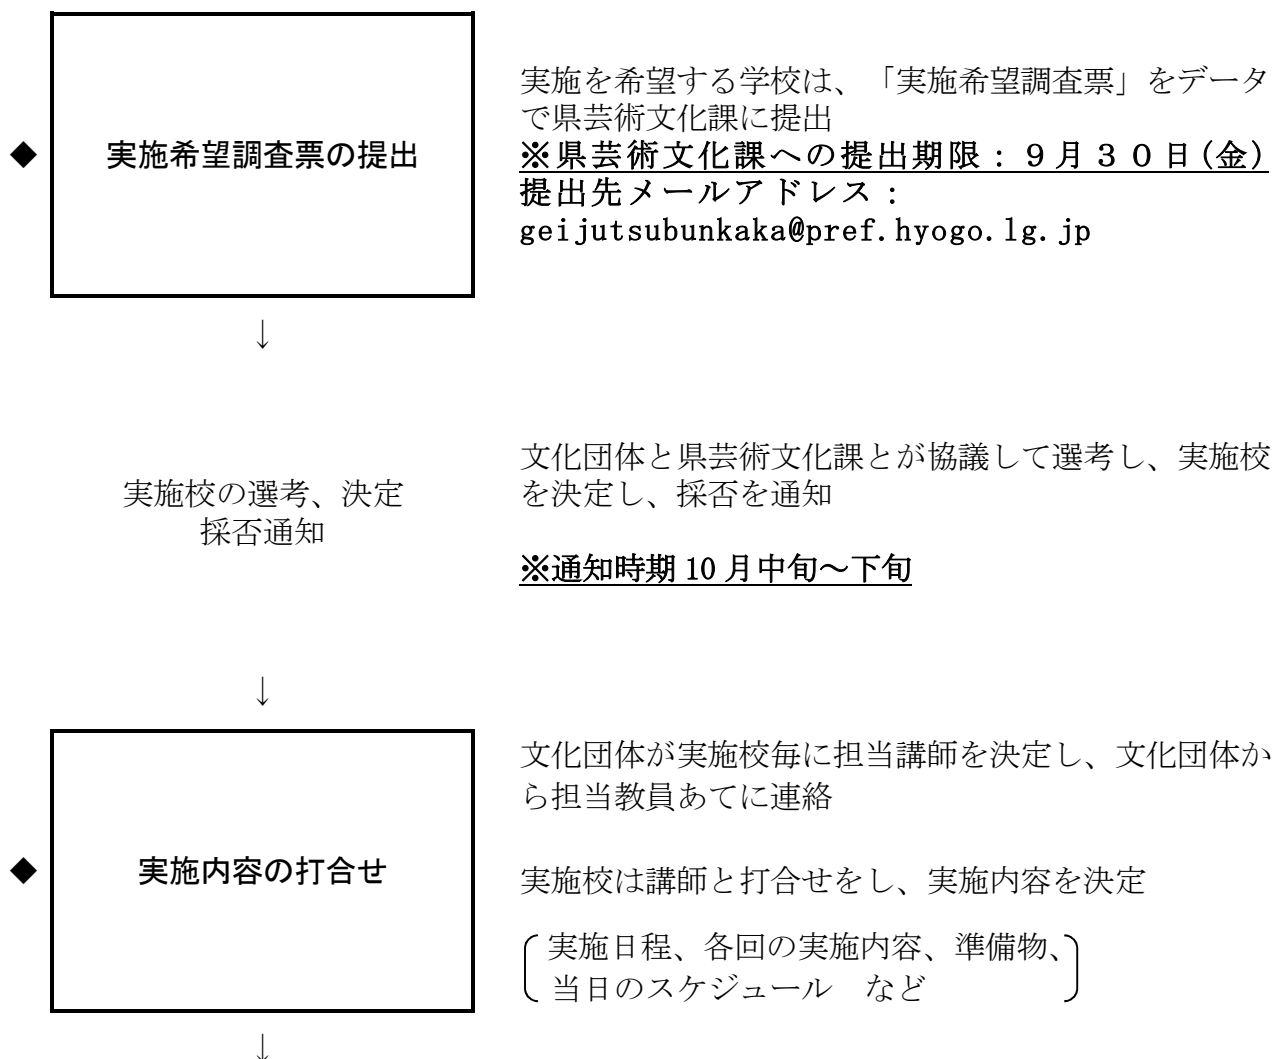 ◆
実施希望調査票の提出
実施を希望する学校は、「実施希望調査票」をデータ
で県芸術文化課に提出
※県芸術文化課への提出期限：９月３０日(金)
提出先メールアドレス：
geijutsubunkaka@pref.hyogo.lg.jp
↓
実施校の選考、決定
採否通知
文化団体と県芸術文化課とが協議して選考し、実施校
を決定し、採否を通知
※通知時期 10 月中旬～下旬
↓
◆
実施内容の打合せ
文化団体が実施校毎に担当講師を決定し、文化団体か
ら担当教員あてに連絡
実施校は講師と打合せをし、実施内容を決定
実施日程、各回の実施内容、準備物、
当日のスケジュール　など
↓